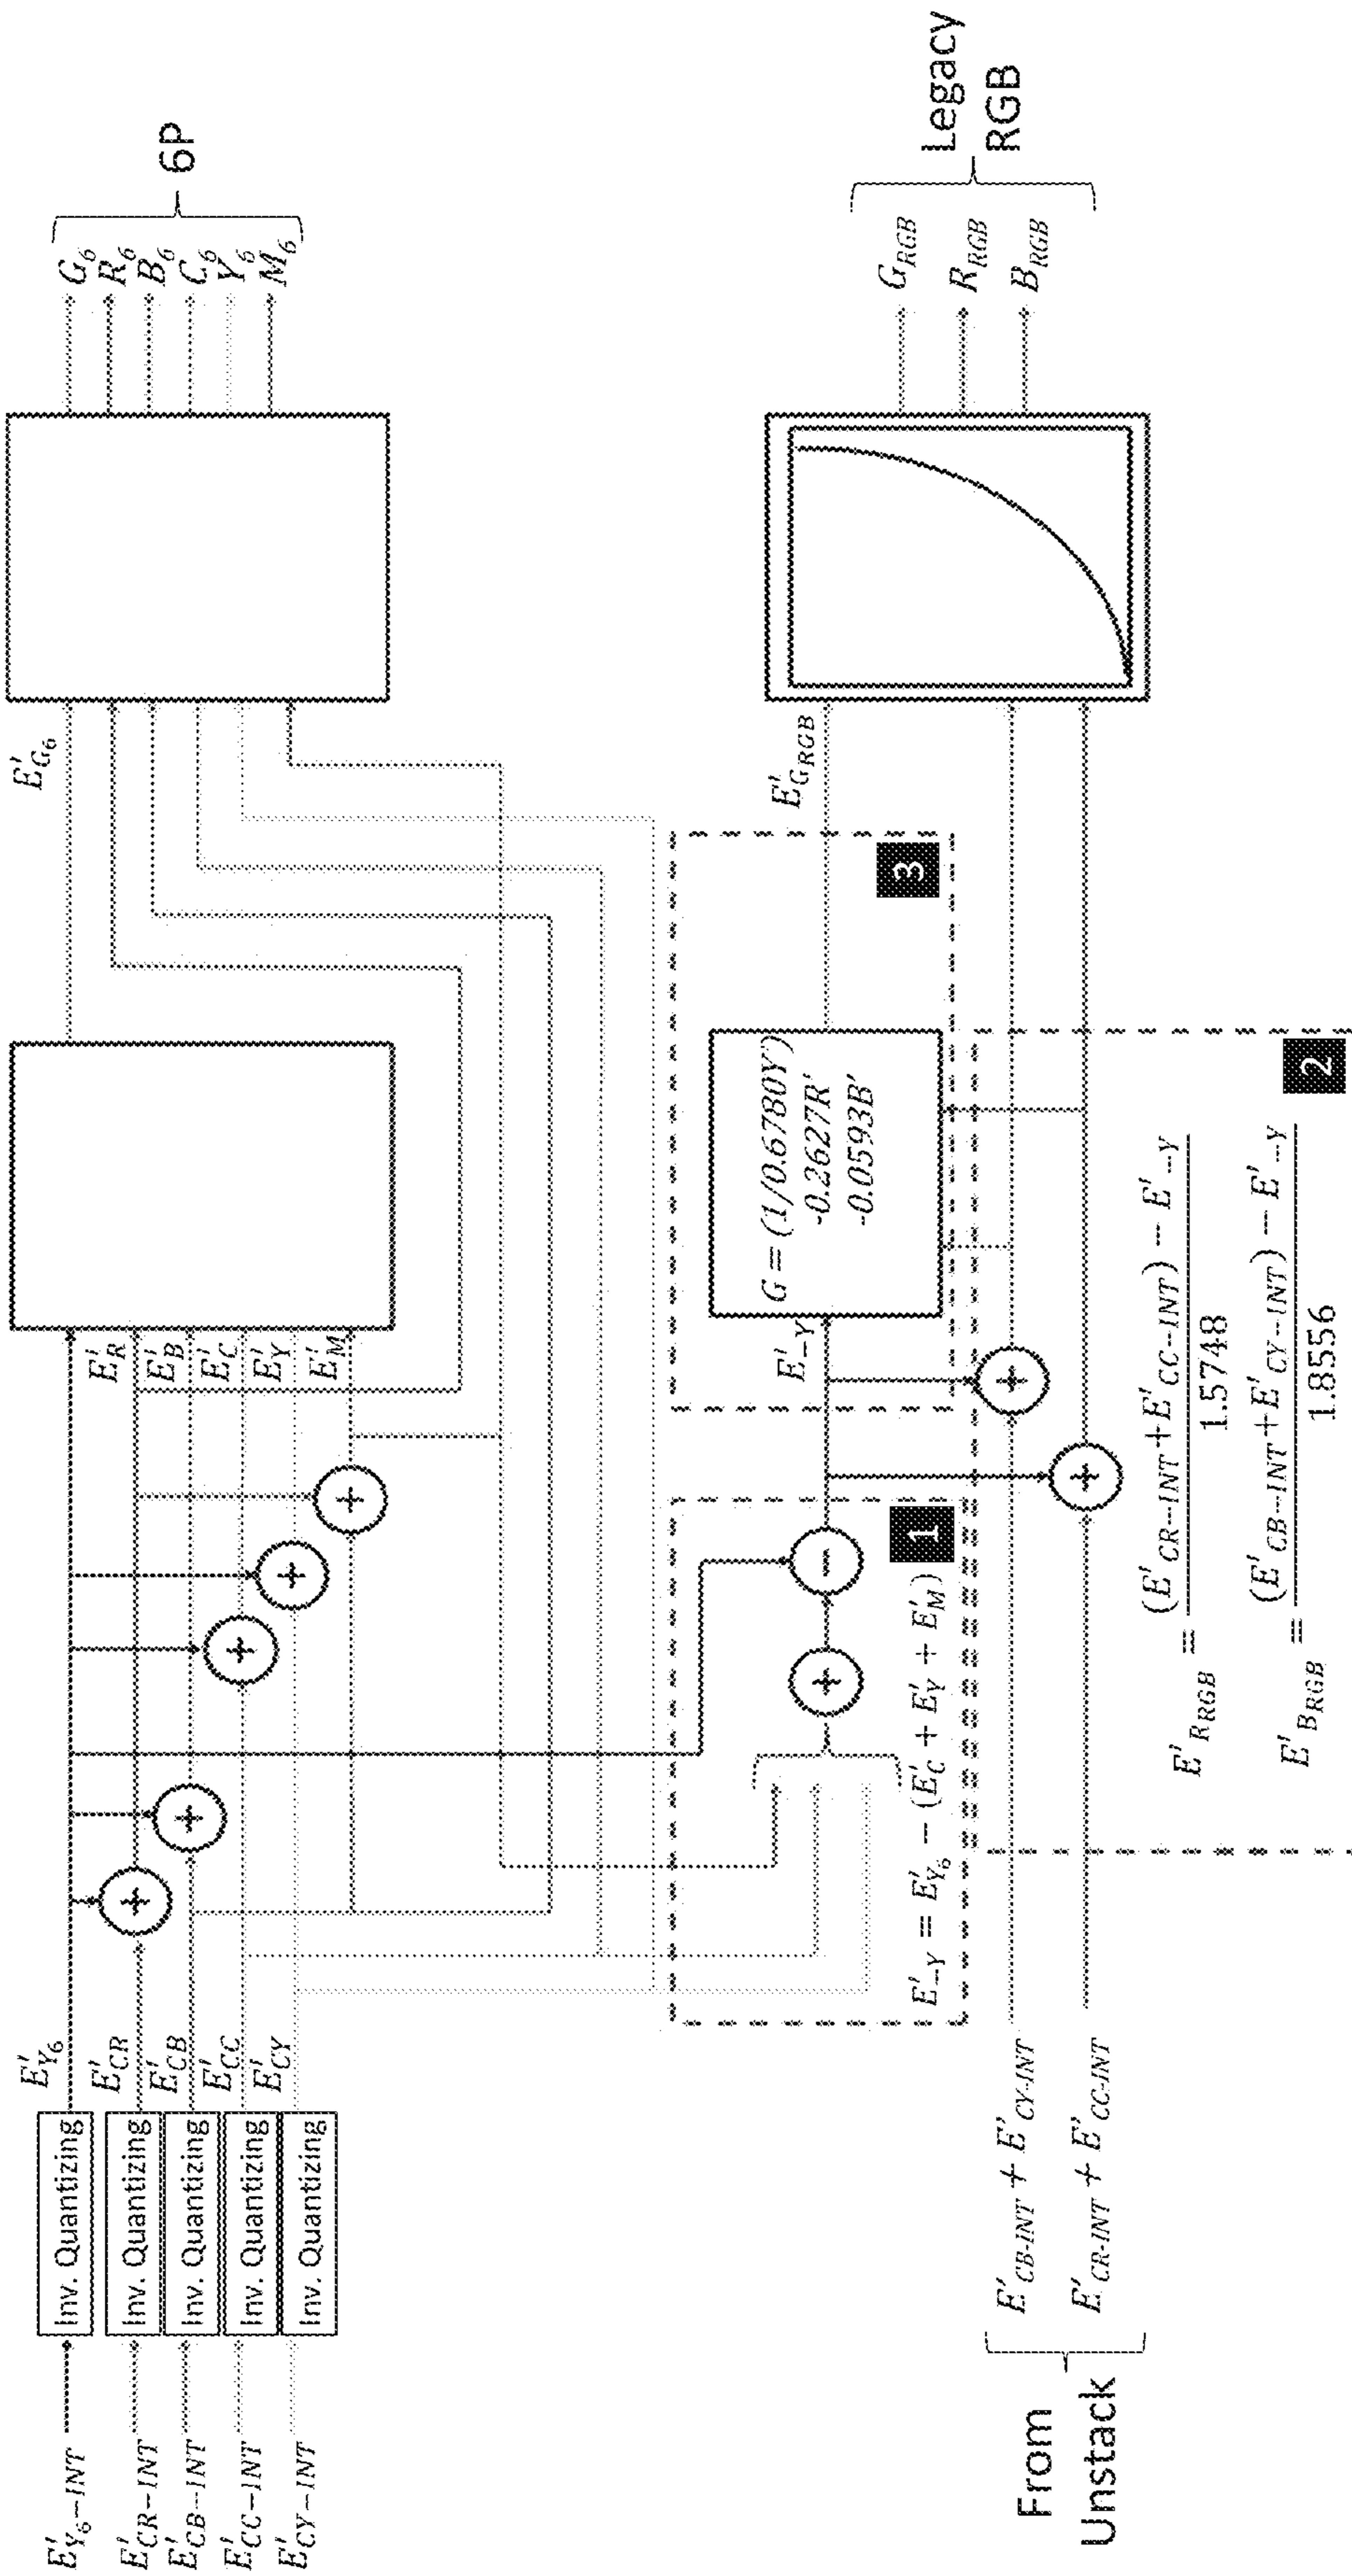 E'Y6-INT
E'CR-INT
E'CB-INT
E'CC-INT
E'CY-INT
Inv. Quantizing
Inv. Quantizing
Inv. Quantizing
Inv. Quantizing
Inv. Quantizing
E'Y6
E'CR
E'CB
E'CC
E'CY
+
+
+
+
+
E'R
E'B
E'C
E'Y
E'M
E'G6
G6
R6
B6
C6
Y6
M6
6P
+
−
E'−Y = E'Y6 − (E'C + E'Y + E'M)
1
E'−Y
G = (1/0.6780Y')
-0.2627R'
-0.0593B'
3
E'GRGB
GRGB
RRGB
BRGB
Legacy
RGB
From
Unstack
E'CB-INT + E'CY-INT
E'CR-INT + E'CC-INT
+
+
E'RRGB = (E'CR−INT+E'CC−INT) − E'−Y
1.5748
E'BRGB = (E'CB−INT+E'CY−INT) − E'−Y
1.8556
2